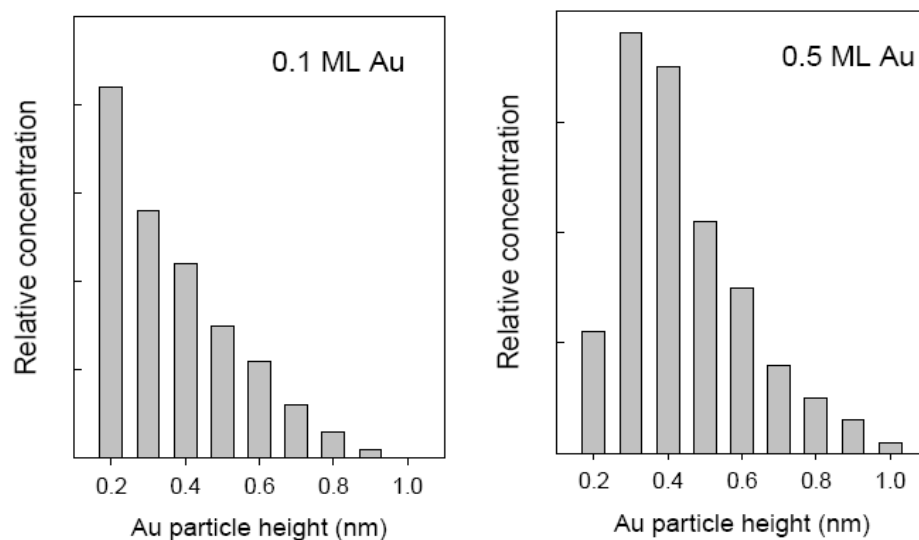 0.1 ML Au
Relative concentration
0.2 0.4 0.6 0.8 1.0
Au particle height (nm)
0.5 ML Au
Relative concentration
0.2 0.4 0.6 0.8 1.0
Au particle height (nm)